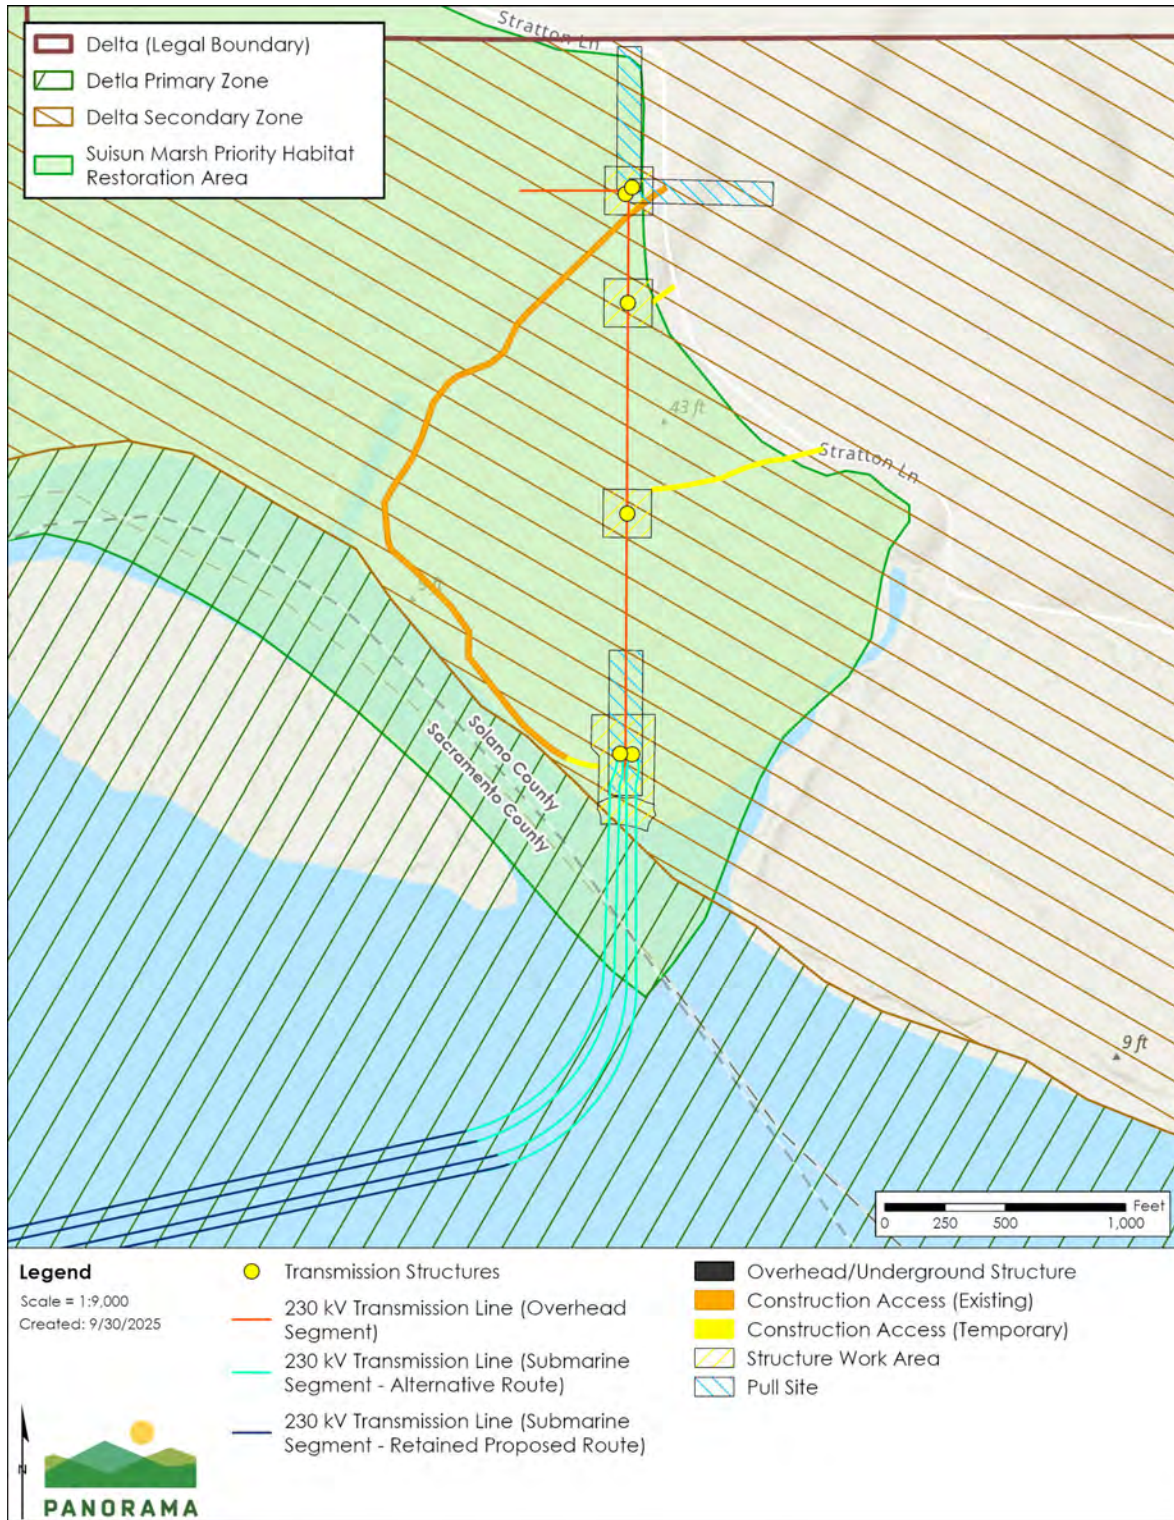 Stratton Ln
Delta (Legal Boundary)
Detla Primary Zone
Delta Secondary Zone
Suisun Marsh Priority Habitat
Restoration Area
43 ft
Stratton Ln
Solano County
Sacramento County
9 ft
Feet
0 250 500 1,000
Legend
Scale = 1:9,000
Created: 9/30/2025
N
PANORAMA
Transmission Structures
230 kV Transmission Line (Overhead
Segment)
230 kV Transmission Line (Submarine
Segment - Alternative Route)
230 kV Transmission Line (Submarine
Segment - Retained Proposed Route)
Overhead/Underground Structure
Construction Access (Existing)
Construction Access (Temporary)
Structure Work Area
Pull Site